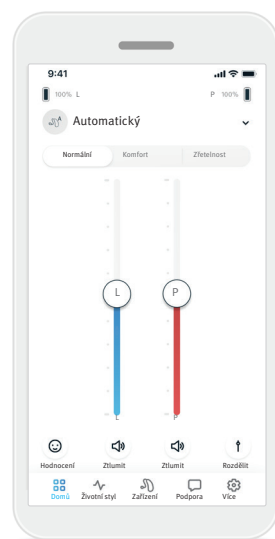 9:41
100% L P 100%
A
Automatický
Normální Komfort Zřetelnost
L P
L P
Hodnocení Ztlumit Ztlumit Rozdělit
Domů Životní styl Zařízení Podpora Více